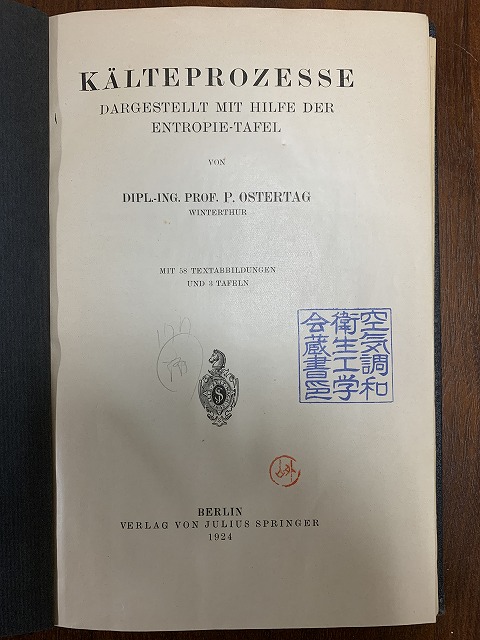 KÄLTEPROZESSE
DARGESTELLT MIT HILFE DER
ENTROPIE-TAFEL
VON
DIPL.-ING. PROF. P. OSTERTAG
WINTERTHUR
MIT 58 TEXTABBILDUNGEN
UND 3 TAFELN
空気調和
衛生工学
会蔵書印
BERLIN
VERLAG VON JULIUS SPRINGER
1924